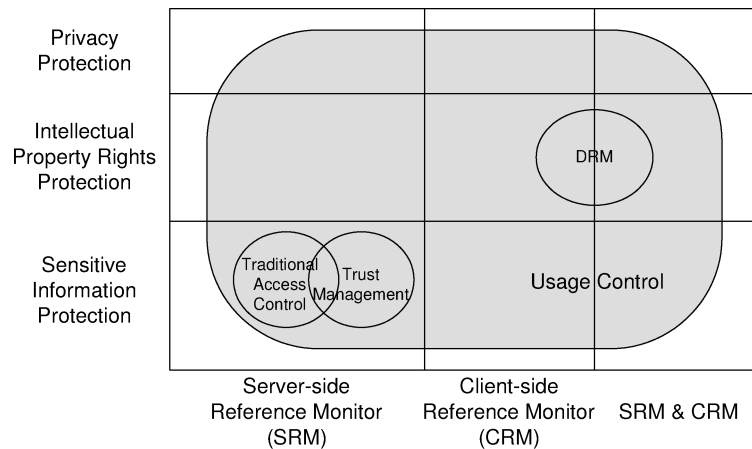 Privacy
Protection
Intellectual
Property Rights
Protection
DRM
Sensitive
Information
Protection
Traditional
Access
Control
Trust
Management
Usage Control
Server-side
Reference Monitor
(SRM)
Client-side
Reference Monitor
(CRM)
SRM & CRM